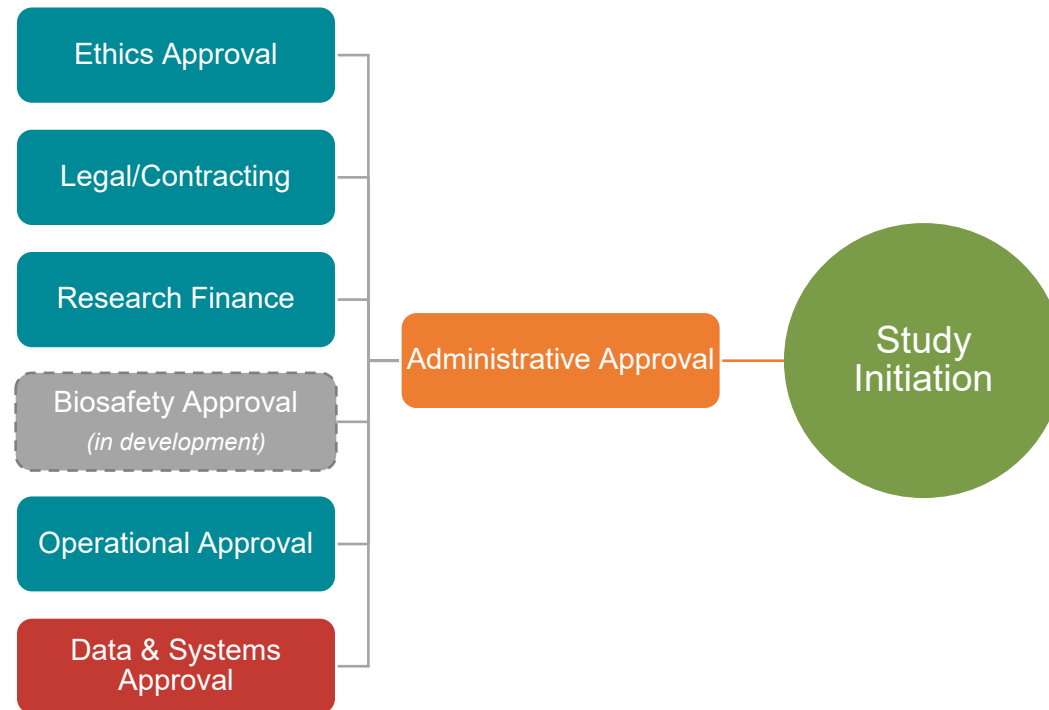 Ethics Approval
Legal/Contracting
Research Finance
Biosafety Approval
(in development)
Operational Approval
Data & Systems
Approval
Administrative Approval
Study
Initiation